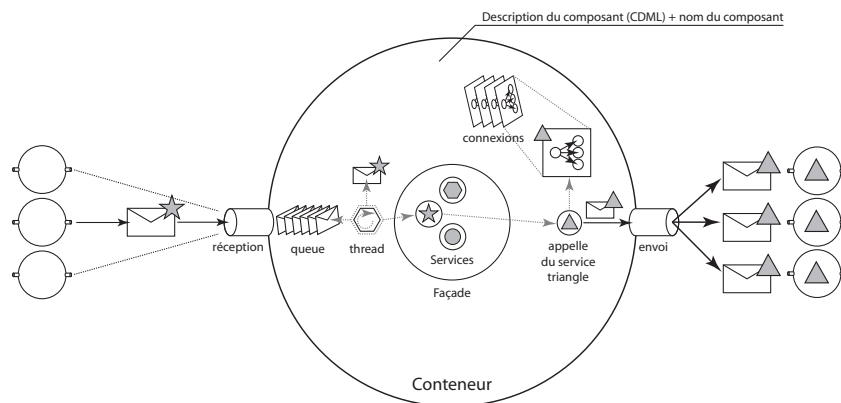 Description du composant (CDML) + nom du composant
connexions
réception
queue
thread
Services
Façade
appelle
du service
triangle
envoi
Conteneur